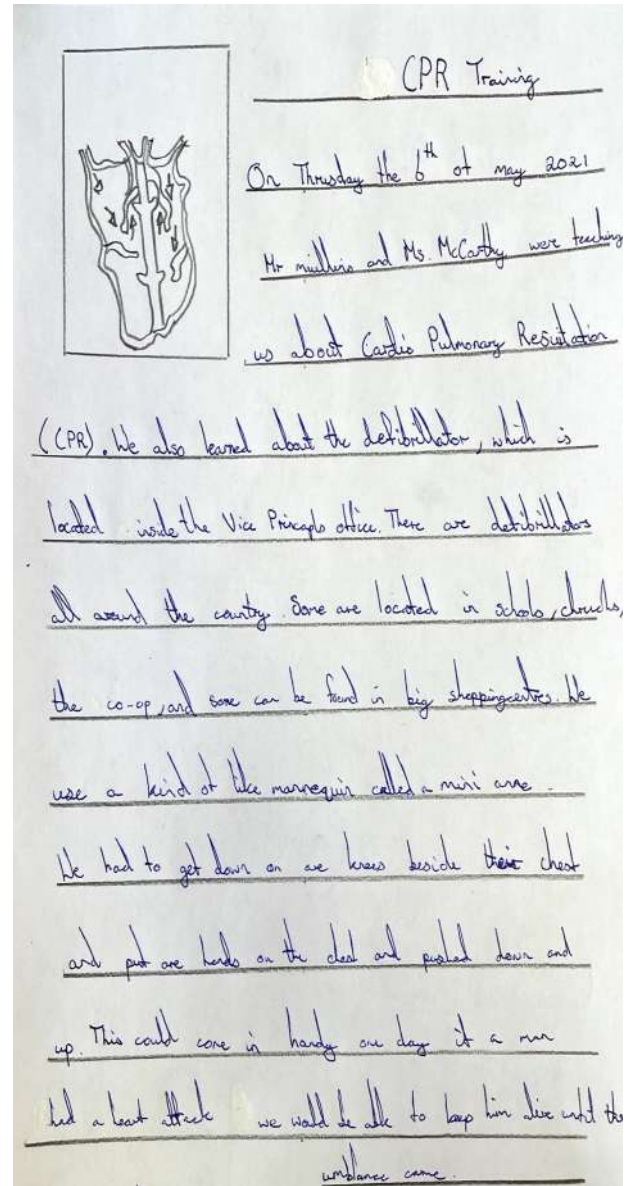 CPR Training
On Thrusday the 6th of may 2021
Mr mullins and Ms. McCarthy were teaching
us about Cardio Pulmonary Resitation
(CPR). We also learned about the defibrillator, which is
located inside the Vice Princaple office. There are defibrillators
all around the country. Some are located in schools, chruchs,
the co-op, and some can be found in big shoppingcentres. We
use a kind of like mannequin called a mini anne.
We had to get down on are knees beside their chest
and put are hands on the chest and pushed down and
up. This could come in handy one day if a man
had a heart attack we would be able to keep him alive until the
umblance came.